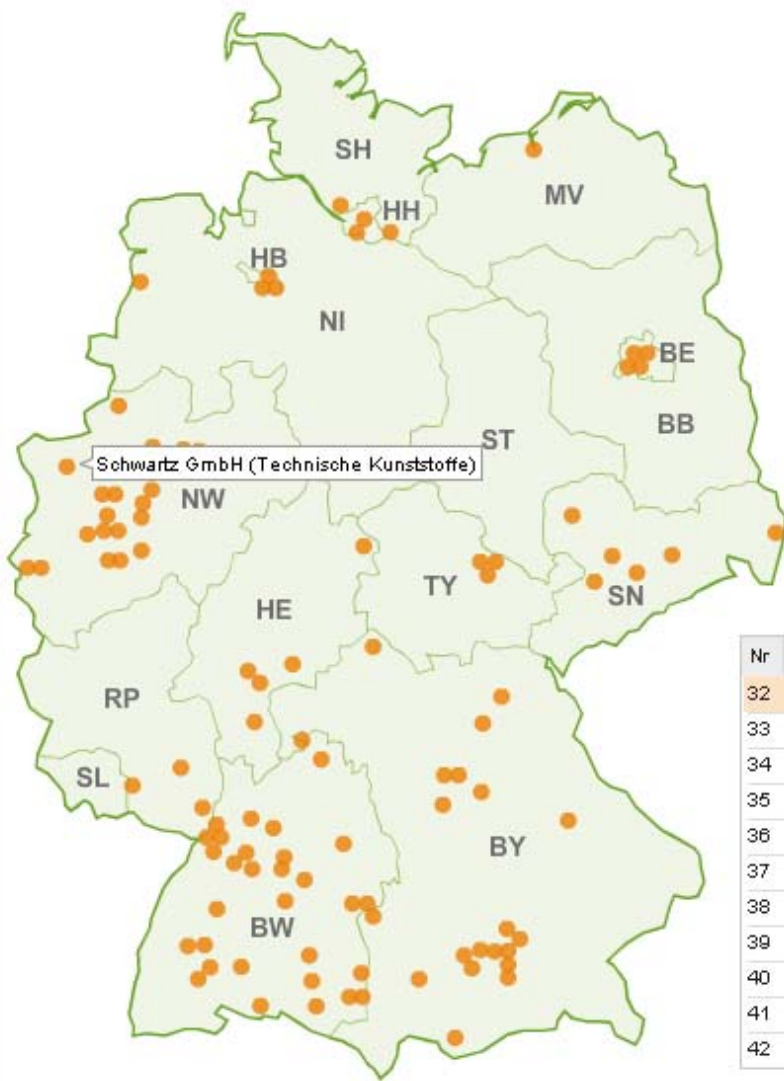 SH
MV
HH
HB
NI
BE
BB
ST
Schwartz GmbH (Technische Kunststoffe)
NW
TY
SN
HE
RP
SL
BY
BW
Nr
32
33
34
35
36
37
38
39
40
41
42